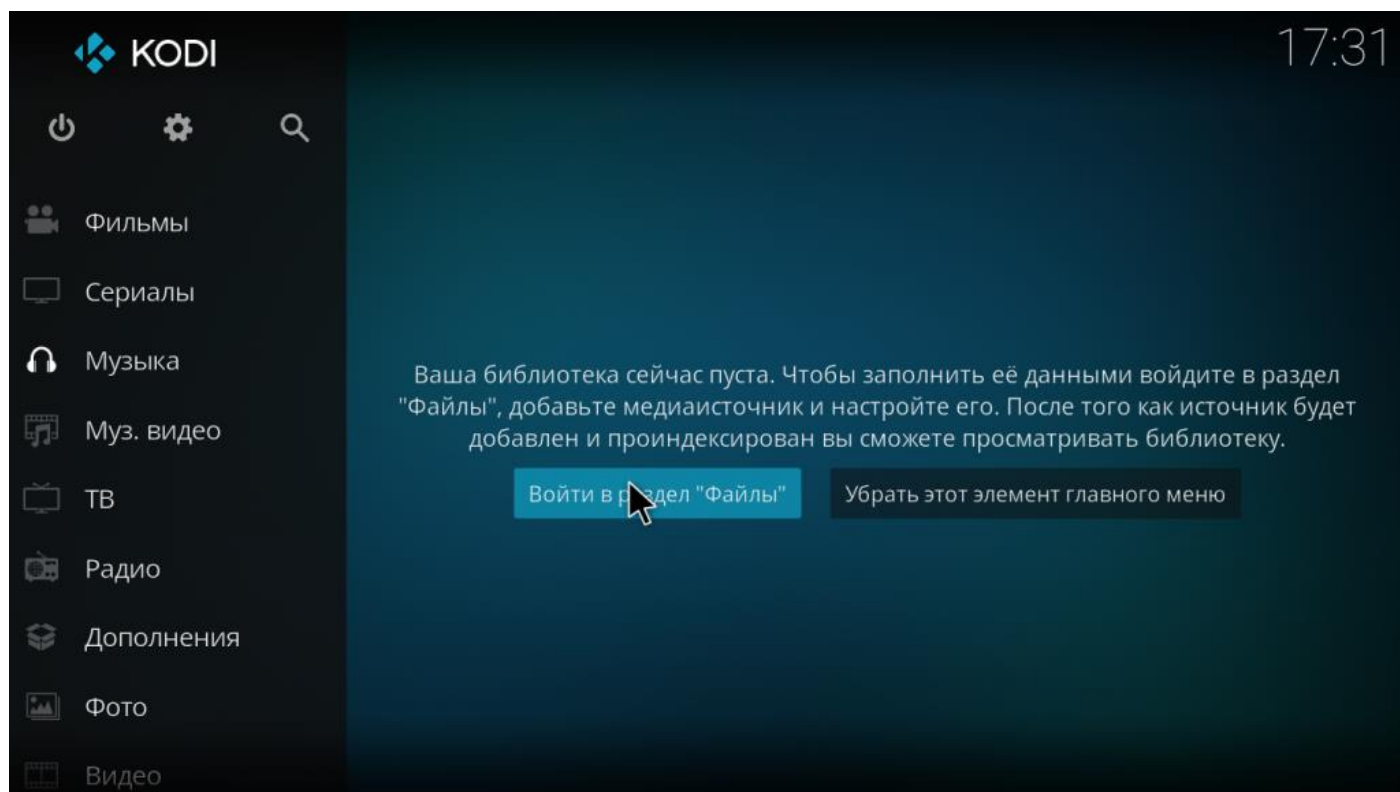 KODI
17:31
Фильмы
Сериалы
Музыка
Муз. видео
ТВ
Радио
Дополнения
Фото
Видео
Ваша библиотека сейчас пуста. Чтобы заполнить её данными войдите в раздел
"Файлы", добавьте медиаисточник и настройте его. После того как источник будет
добавлен и проиндексирован вы сможете просматривать библиотеку.
Войти в раздел "Файлы"
Убрать этот элемент главного меню